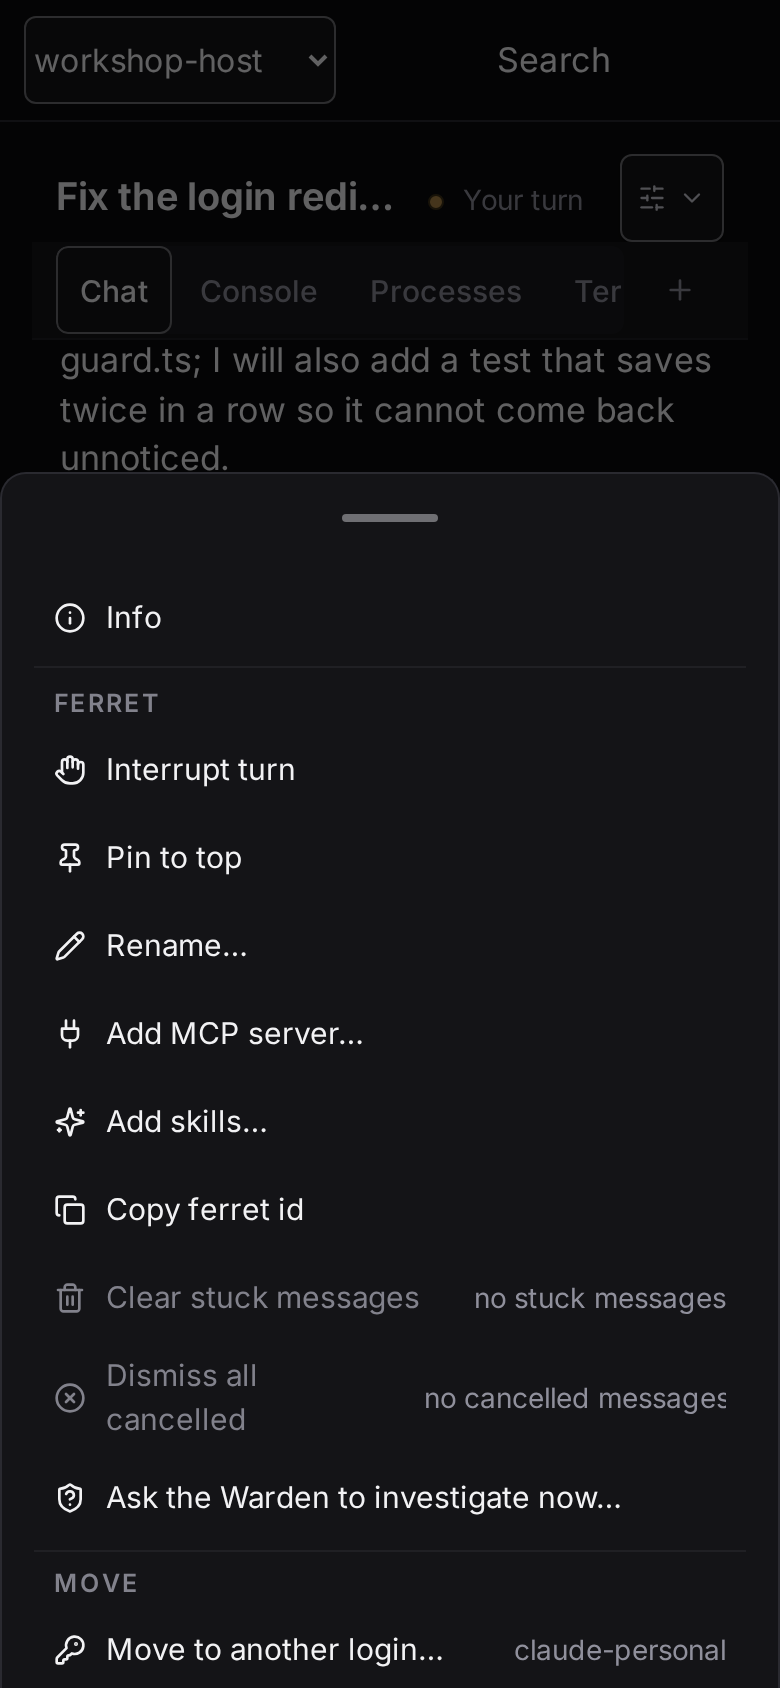 workshop-host
Search
Fix the login redi...
Your turn
Chat
Console
Processes
Ter
guard.ts; I will also add a test that saves
twice in a row so it cannot come back
unnoticed.
Info
FERRET
Interrupt turn
Pin to top
Rename...
Add MCP server...
Add skills...
Copy ferret id
Clear stuck messages
no stuck messages
Dismiss all
cancelled
no cancelled messages
Ask the Warden to investigate now...
MOVE
Move to another login...
claude-personal